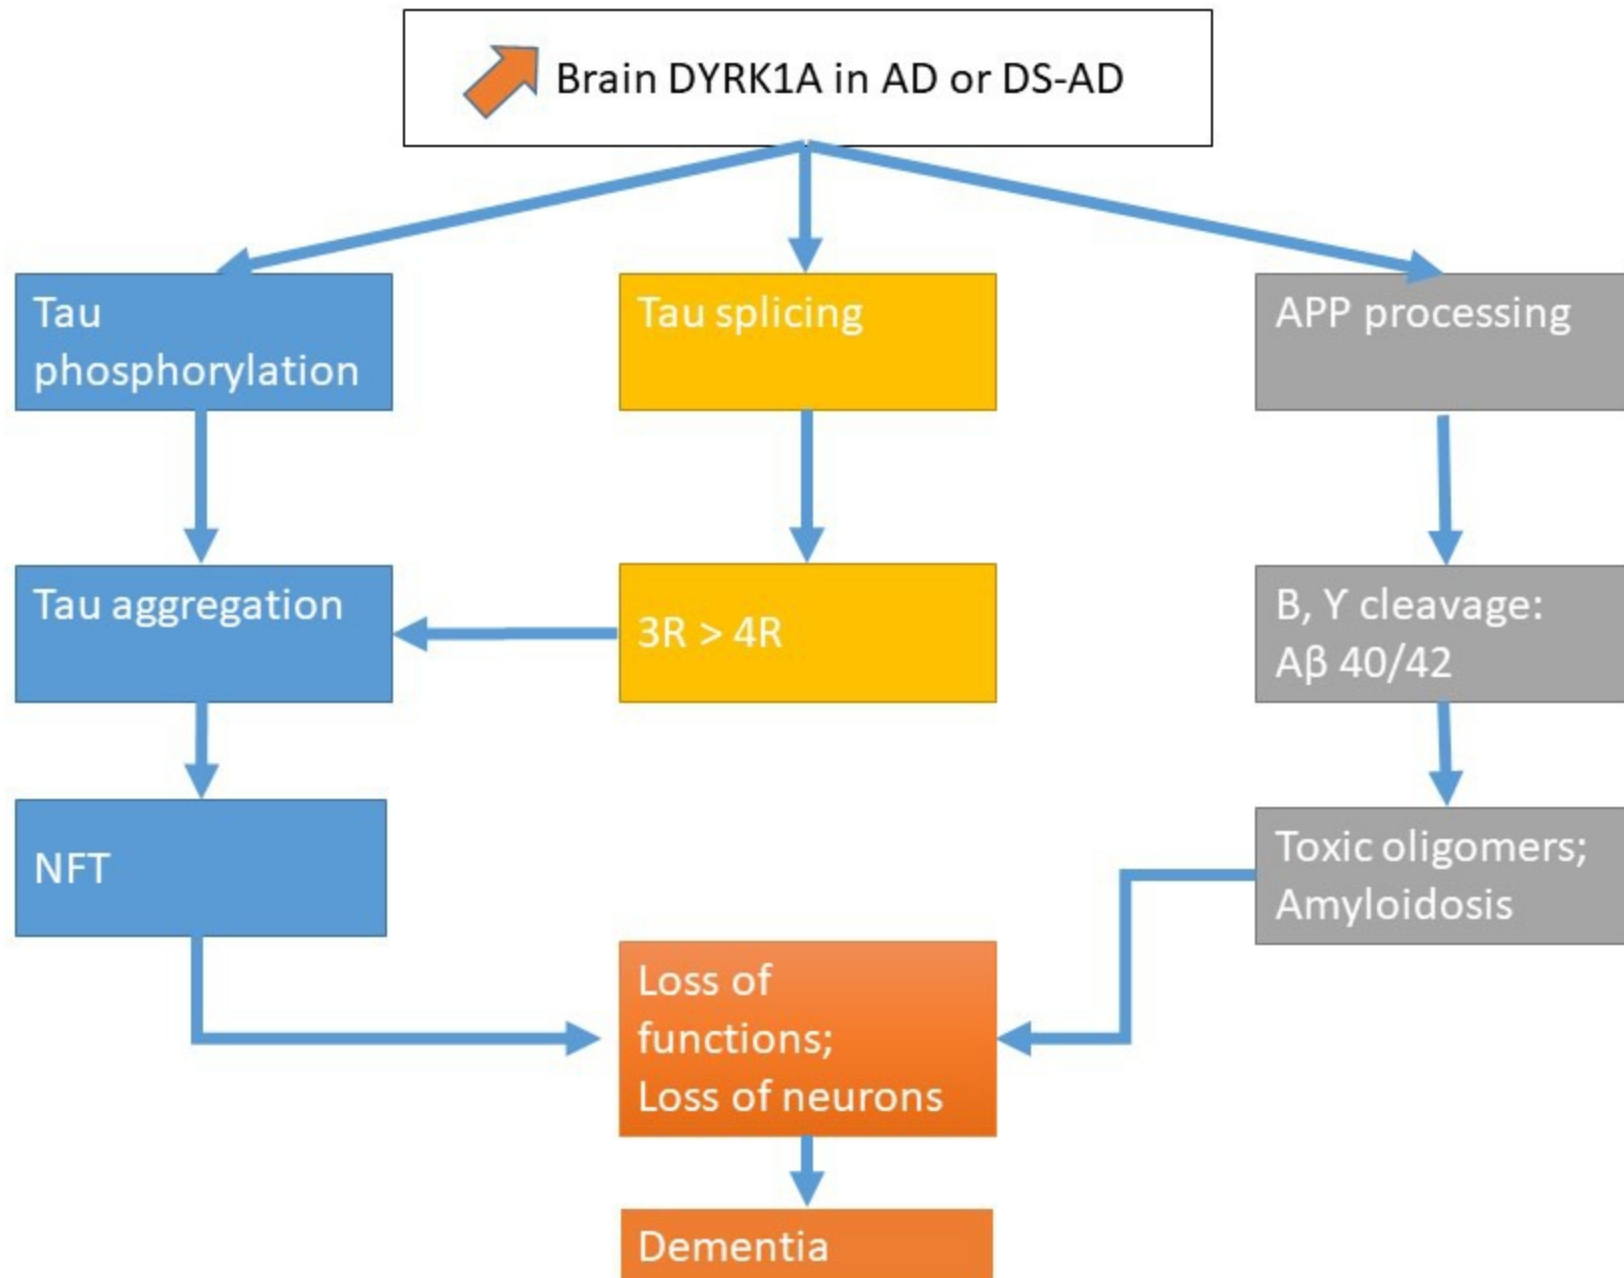 Brain DYRK1A in AD or DS-AD
Tau
phosphorylation
Tau splicing
APP processing
Tau aggregation
3R > 4R
B, Y cleavage:
Aβ 40/42
NFT
Toxic oligomers;
Amyloidosis
Loss of
functions;
Loss of neurons
Dementia